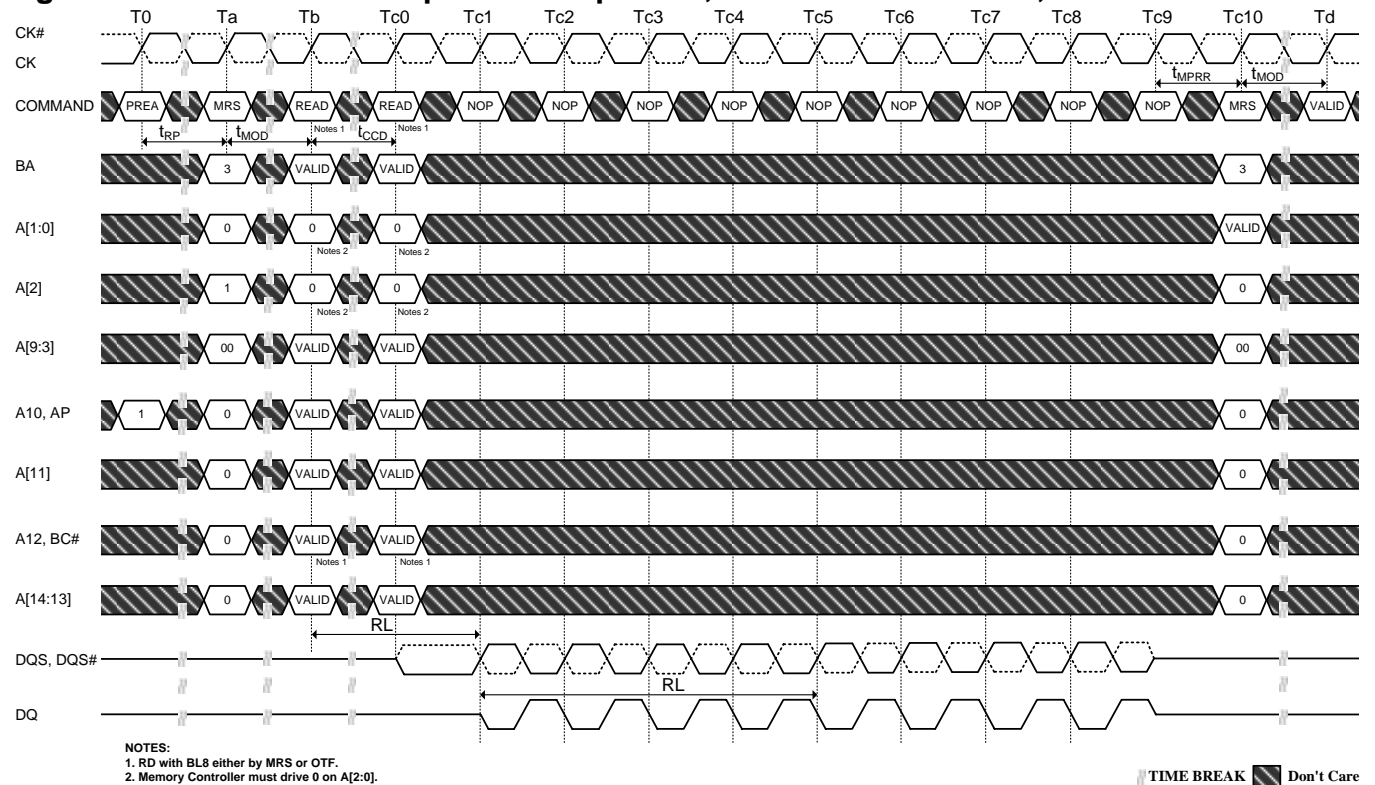 T0 Ta Tb Tc0 Tc1 Tc2 Tc3 Tc4 Tc5 Tc6 Tc7 Tc8 Tc9 Tc10 Td
CK#
CK
tMPRR tMOD
COMMAND PREA MRS READ READ NOP NOP NOP NOP NOP NOP NOP NOP NOP MRS VALID
Notes 1 Notes 1
tRP tMOD tCCD
BA 3 VALID VALID 3
A[1:0] 0 0 0 VALID
Notes 2 Notes 2
A[2] 1 0 0 0
Notes 2 Notes 2
A[9:3] 00 VALID VALID 00
A10, AP 1 0 VALID VALID 0
A[11] 0 VALID VALID 0
A12, BC# 0 VALID VALID 0
Notes 1 Notes 1
A[14:13] 0 VALID VALID 0
RL
DQS, DQS#
RL
DQ
NOTES:
1. RD with BL8 either by MRS or OTF.
2. Memory Controller must drive 0 on A[2:0].
TIME BREAK Don't Care